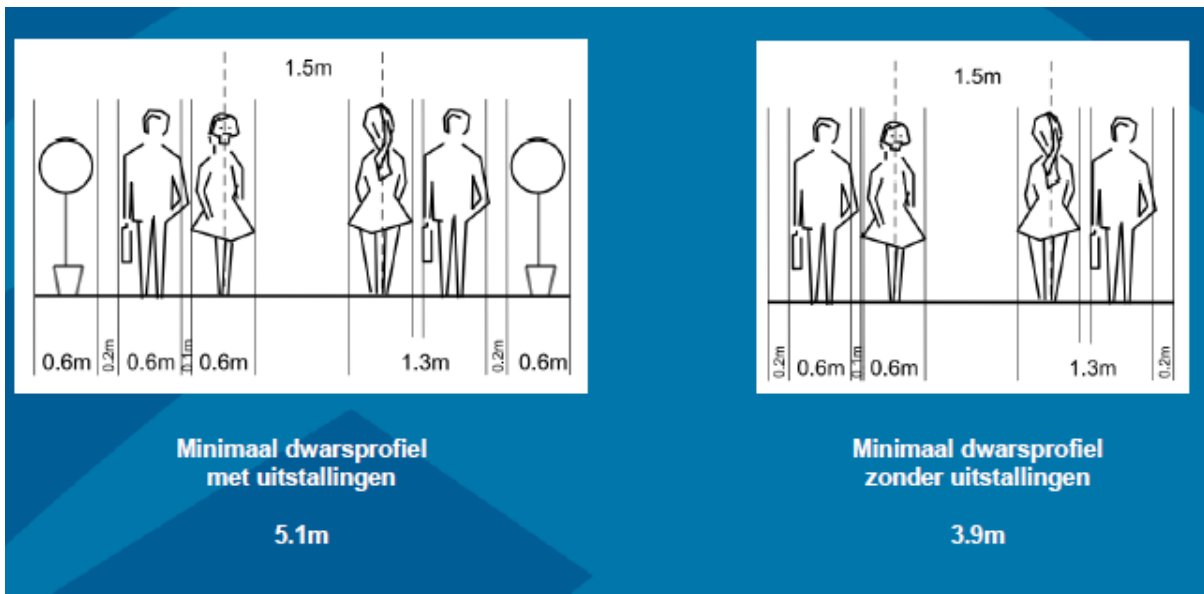 1.5m
0.6m 0.2m 0.6m 0.1m 0.6m 1.3m 0.2m 0.6m
Minimaal dwarsprofiel
met uitstallingen
5.1m
1.5m
0.2m 0.6m 0.1m 0.6m 1.3m 0.2m
Minimaal dwarsprofiel
zonder uitstallingen
3.9m